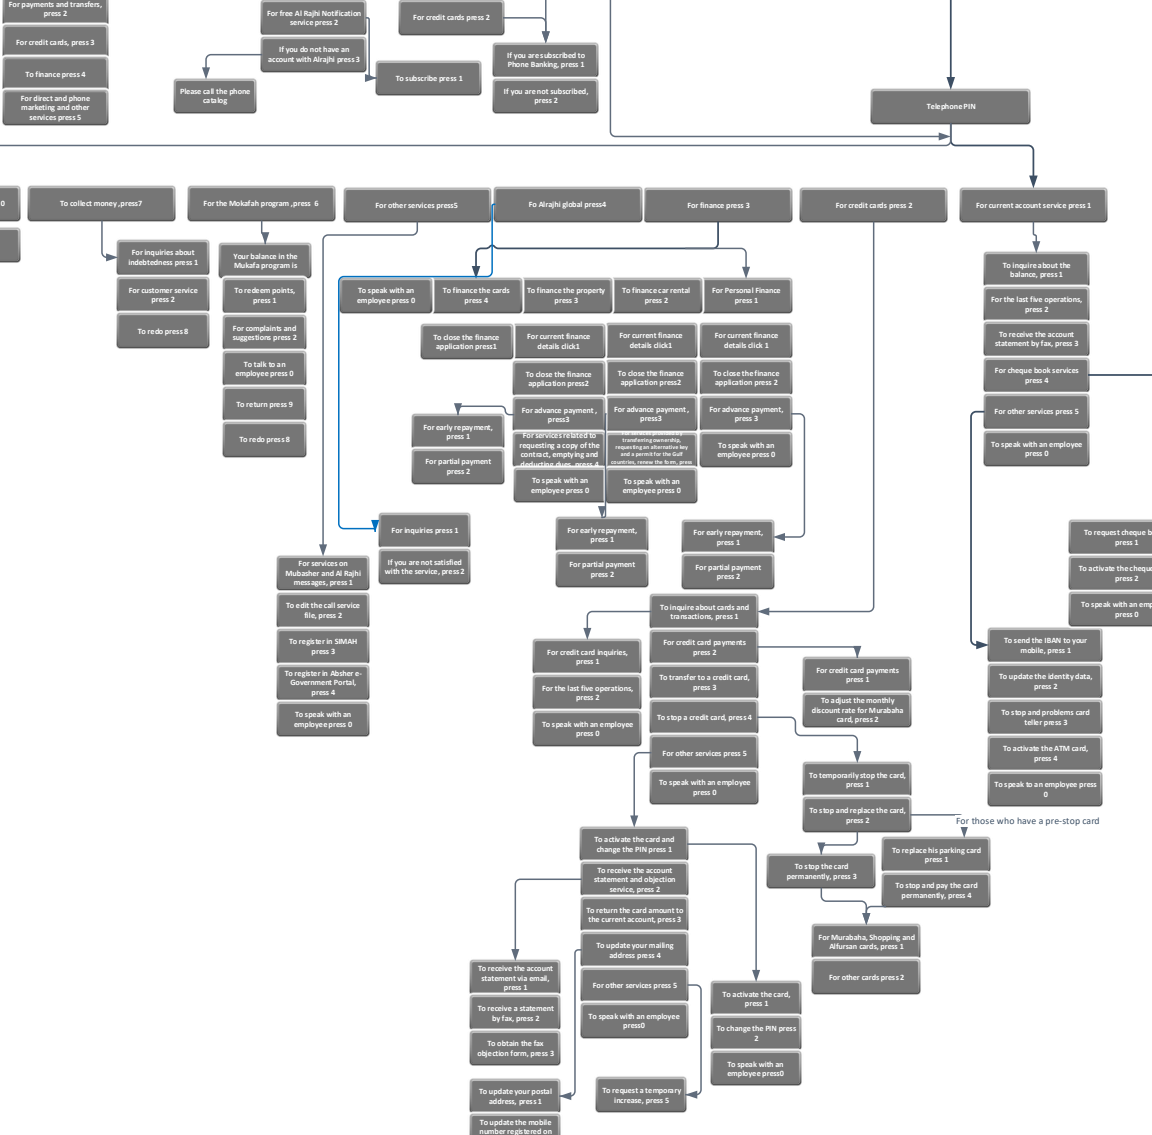 For payments and transfers,
press 2
For credit cards, press 3
To finance press 4
For direct and phone
marketing and other
services press 5
For free Al Rajhi Notification
service press 2
If you do not have an
account with Alrajhi press 3
Please call the phone
catalog
To subscribe press 1
For credit cards press 2
If you are subscribed to
Phone Banking, press 1
If you are not subscribed,
press 2
Telephone PIN
0
To collect money ,press7
For the Mokafah program ,press 6
For other services press5
Fo Alrajhi global press4
For finance press 3
For credit cards press 2
For current account service press 1
For inquiries about
indebtedness press 1
For customer service
press 2
To redo press 8
Your balance in the
Mukafa program is
To redeem points,
press 1
For complaints and
suggestions press 2
To talk to an
employee press 0
To return press 9
To redo press 8
To speak with an
employee press 0
To finance the cards
press 4
To finance the property
press 3
To finance car rental
press 2
For Personal Finance
press 1
To close the finance
application press1
For current finance
details click1
For current finance
details click1
For current finance
details click 1
To close the finance
application press2
To close the finance
application press2
To close the finance
application press 2
For advance payment ,
press3
For advance payment ,
press3
For advance payment,
press 3
For early repayment,
press 1
For partial payment
press 2
For services related to
requesting a copy of the
contract, emptying and
deducting dues, press 4
transferring ownership,
requesting an alternative key
and a permit for the Gulf
countries, renew the form, press
To speak with an
employee press 0
To speak with an
employee press 0
To speak with an
employee press 0
For early repayment,
press 1
For partial payment
press 2
For early repayment,
press 1
For partial payment
press 2
For inquiries press 1
If you are not satisfied
with the service, press2
For services on
Mubasher and Al Rajhi
messages, press 1
To edit the call service
file, press 2
To register in SIMAH
press 3
To register in Absher e-
Government Portal,
press 4
To speak with an
employee press 0
To inquire about the
balance, press 1
For the last five operations,
press 2
To receive the account
statement by fax, press 3
For cheque book services
press 4
For other services press 5
To speak with an employee
press 0
To request cheque b
press 1
To activate the cheque
press 2
To speak with an emp
press 0
To send the IBAN to your
mobile, press 1
To update the identity data,
press 2
To stop and problems card
teller press 3
To activate the ATM card,
press 4
To speak to an employee press
0
To inquire about cards and
transactions, press 1
For credit card payments
press 2
To transfer to a credit card,
press 3
To stop a credit card, press 4
For other services press 5
To speak with an employee
press 0
For credit card inquiries,
press 1
For the last five operations,
press 2
To speak with an employee
press 0
For credit card payments
press 1
To adjust the monthly
discount rate for Murabaha
card, press 2
To temporarily stop the card,
press 1
To stop and replace the card,
press 2
For those who have a pre-stop card
To replace his parking card
press 1
To stop and pay the card
permanently, press 4
To stop the card
permanently, press 3
For Murabaha, Shopping and
Alfursan cards, press 1
For other cards press 2
To activate the card and
change the PIN press 1
To receive the account
statement and objection
service, press 2
To return the card amount to
the current account, press 3
To update your mailing
address press 4
For other services press 5
To speak with an employee
press0
To receive the account
statement via email,
press 1
To receive a statement
by fax, press 2
To obtain the fax
objection form, press 3
To activate the card,
press 1
To change the PIN press
2
To speak with an
employee press0
To update your postal
address, press 1
To update the mobile
number registered on
To request a temporary
increase, press 5